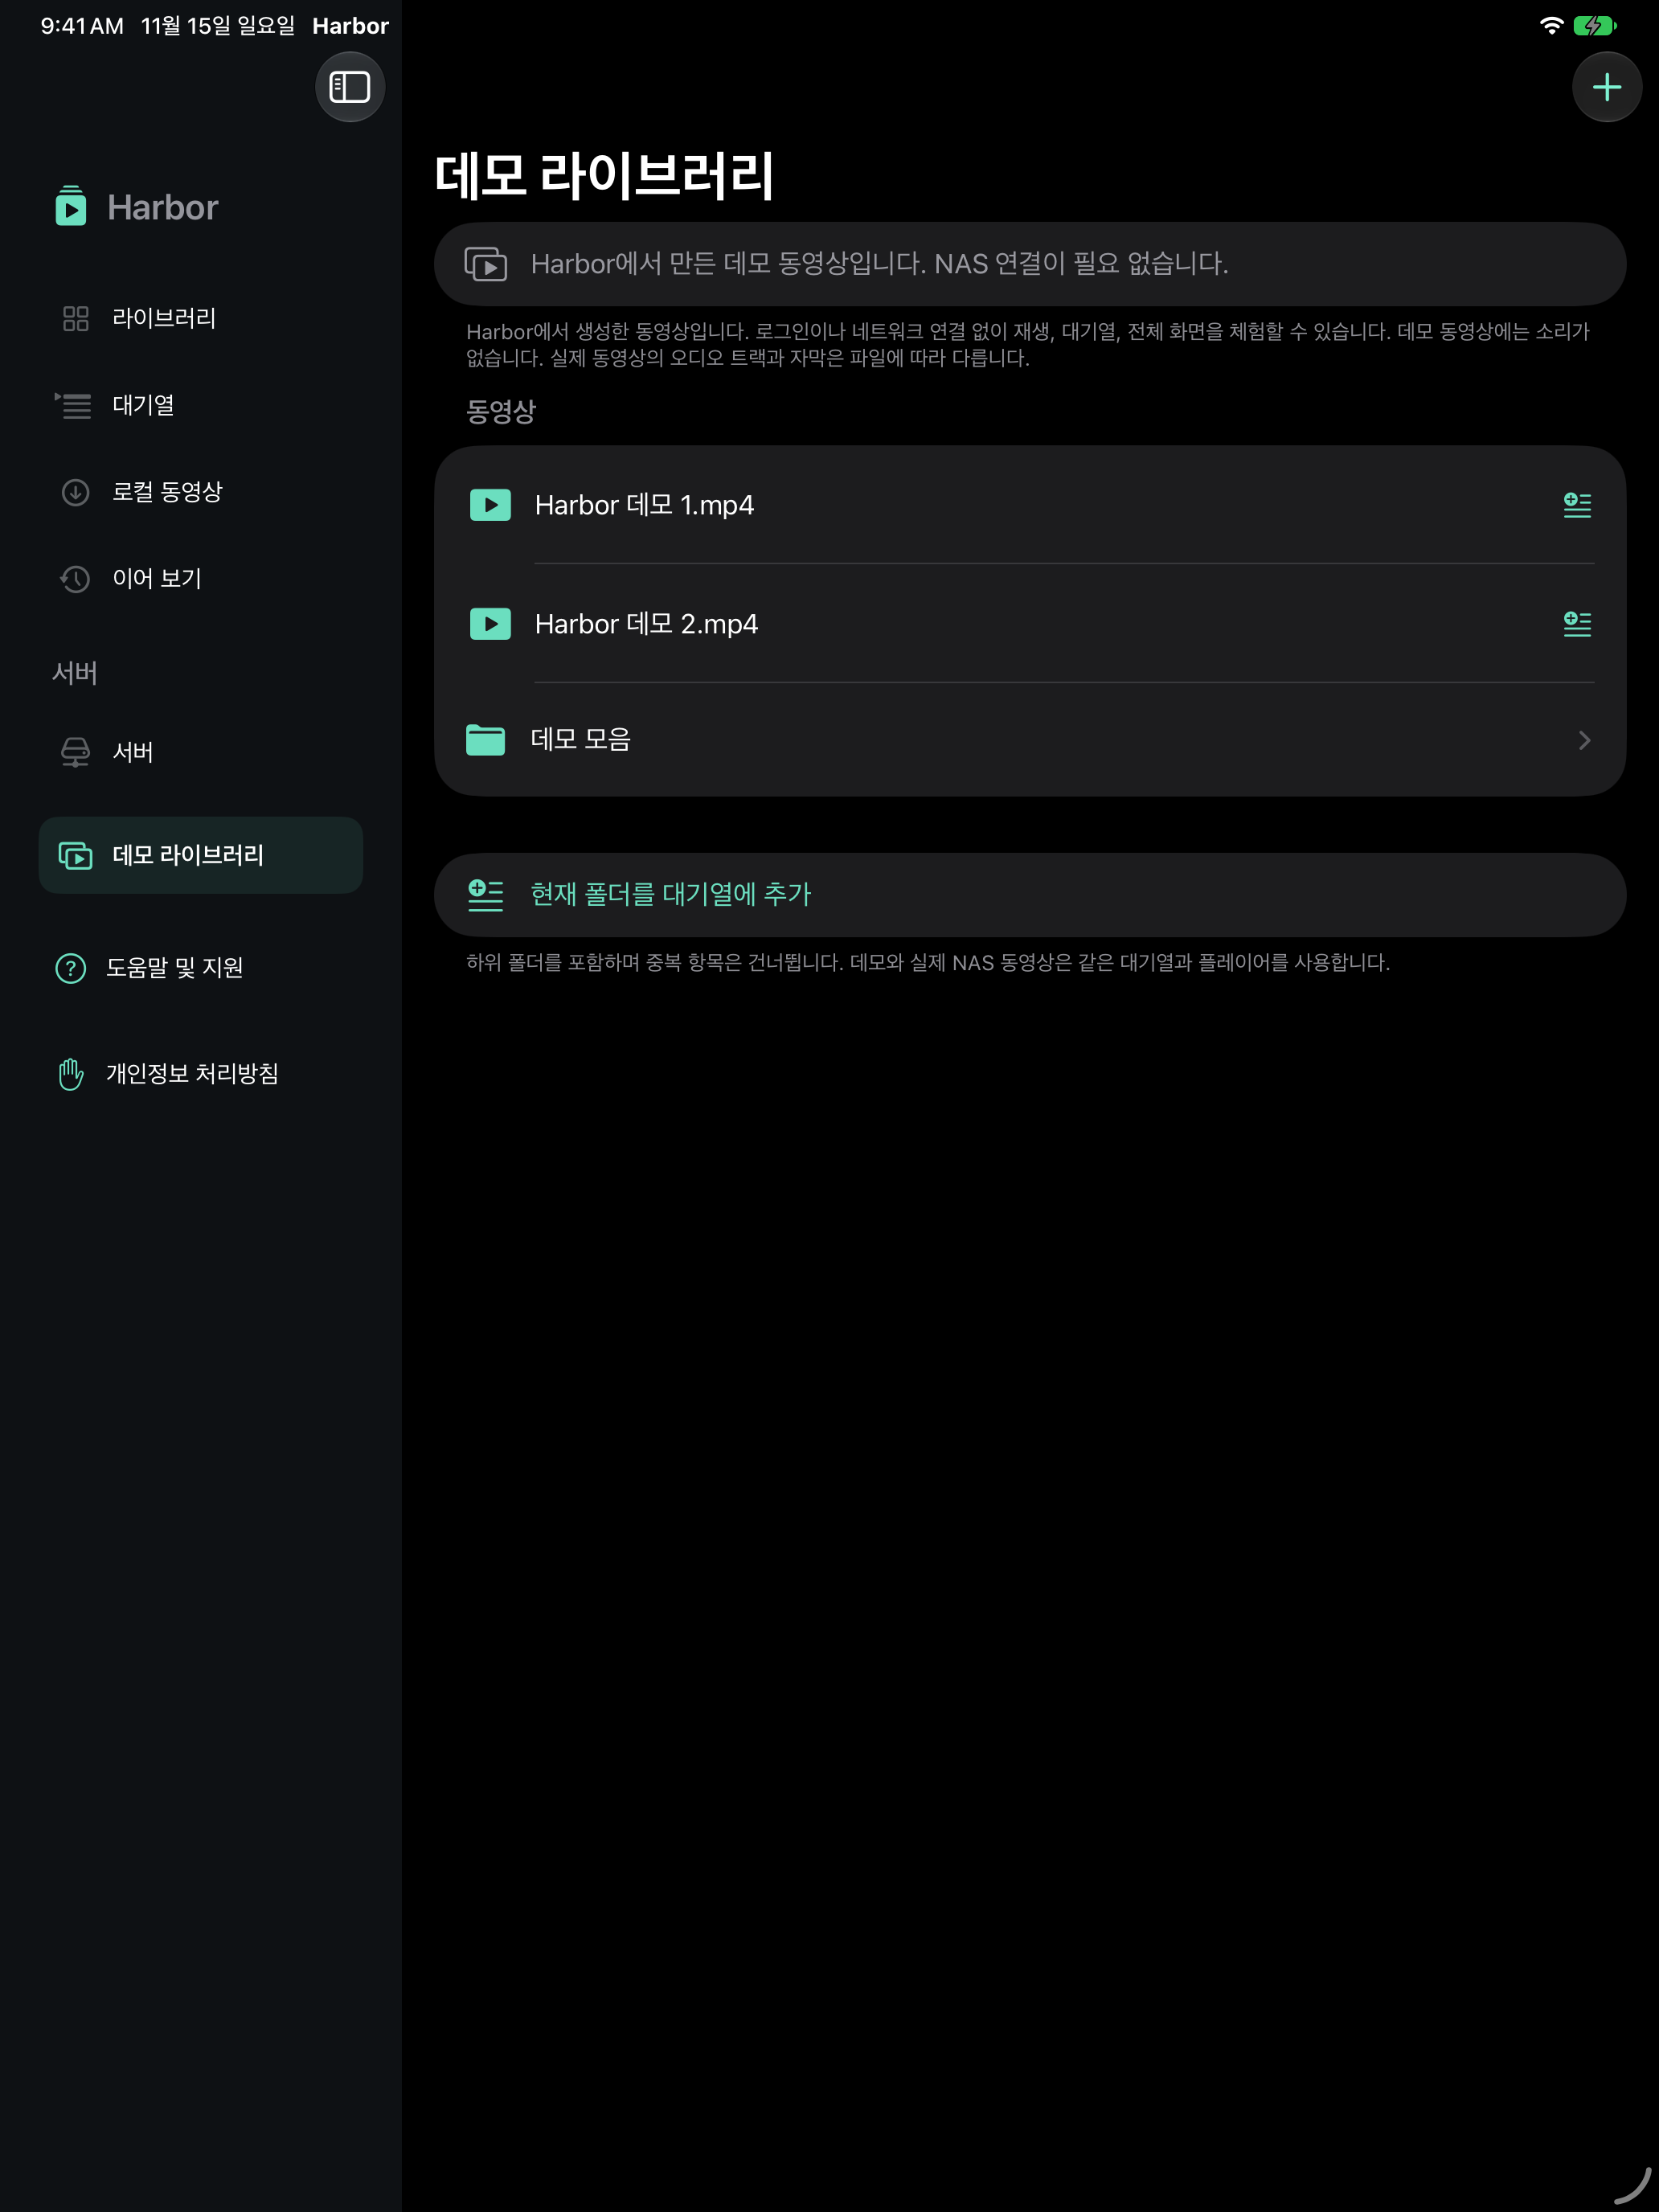 9:41 AM 11월 15일 일요일 Harbor
Harbor
라이브러리
대기열
로컬 동영상
이어 보기
서버
서버
데모 라이브러리
도움말 및 지원
개인정보 처리방침
데모 라이브러리
Harbor에서 만든 데모 동영상입니다. NAS 연결이 필요 없습니다.
Harbor에서 생성한 동영상입니다. 로그인이나 네트워크 연결 없이 재생, 대기열, 전체 화면을 체험할 수 있습니다. 데모 동영상에는 소리가
없습니다. 실제 동영상의 오디오 트랙과 자막은 파일에 따라 다릅니다.
동영상
Harbor 데모 1.mp4
Harbor 데모 2.mp4
데모 모음
현재 폴더를 대기열에 추가
하위 폴더를 포함하며 중복 항목은 건너뜁니다. 데모와 실제 NAS 동영상은 같은 대기열과 플레이어를 사용합니다.